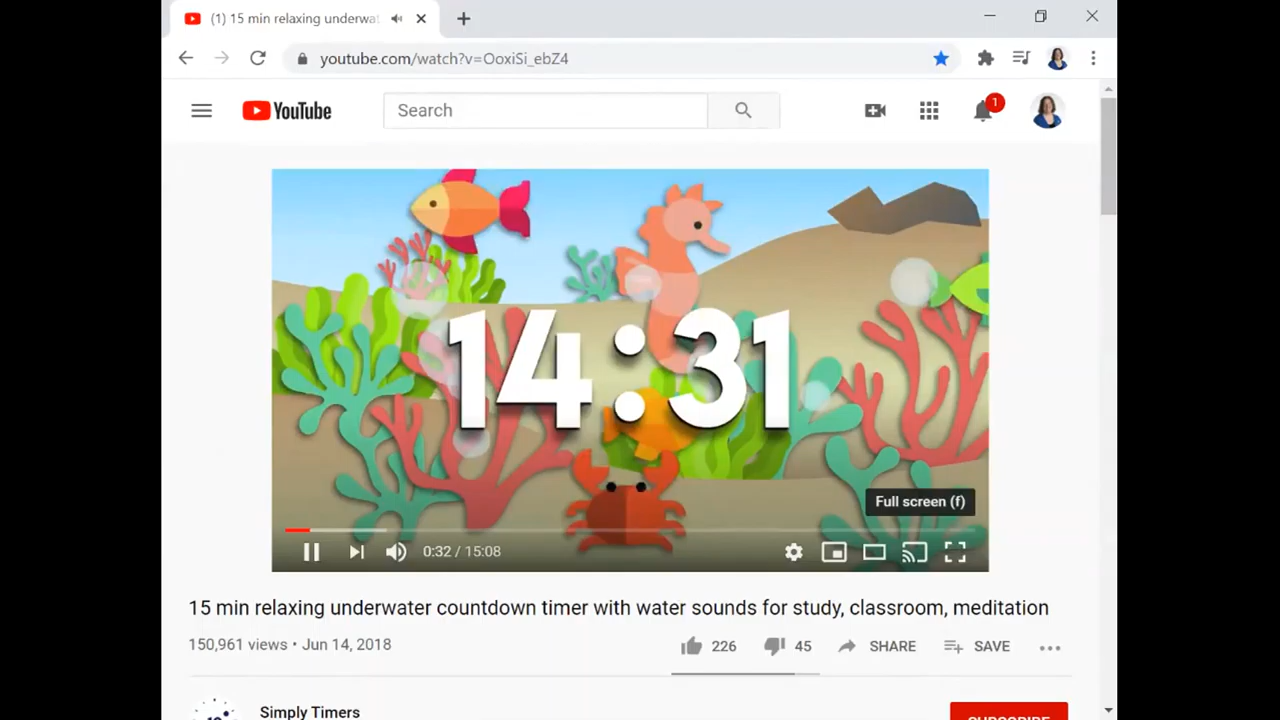 (1) 15 min relaxing underwat
youtube.com/watch?v=OoxiSi_ebZ4
YouTube
Search
1
14:31
Full screen (f)
0:32 / 15:08
15 min relaxing underwater countdown timer with water sounds for study, classroom, meditation
150,961 views • Jun 14, 2018
226 45 SHARE SAVE
Simply Timers
SUBSCRIBE